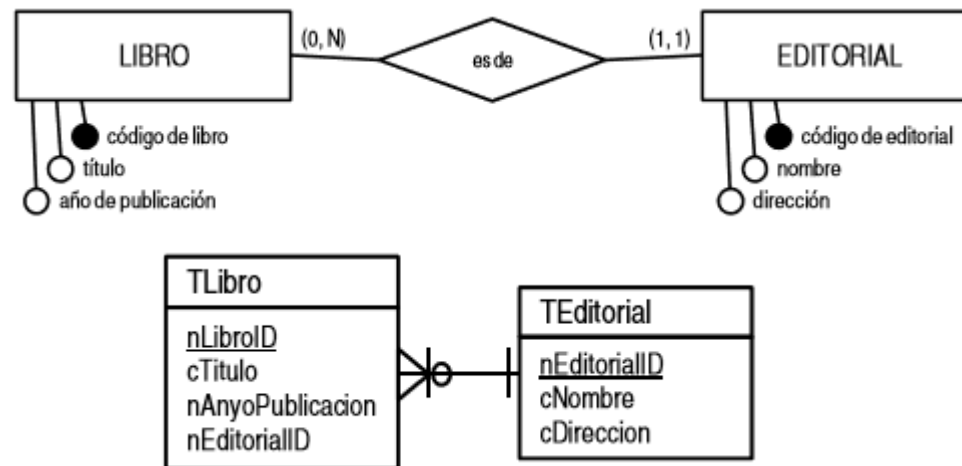 LIBRO
(0, N)
es de
(1, 1)
EDITORIAL
código de libro
título
año de publicación
código de editorial
nombre
dirección
TLibro
nLibroID
cTitulo
nAnyoPublicacion
nEditorialID
TEditorial
nEditorialID
cNombre
cDireccion